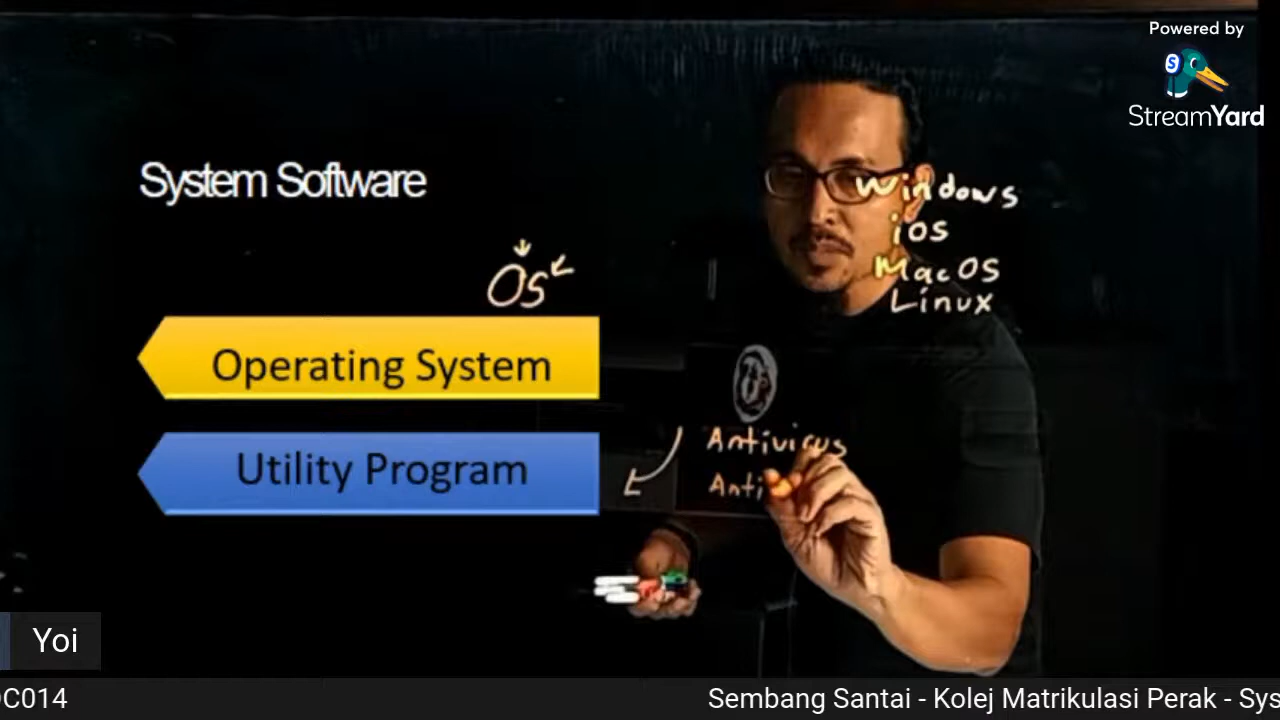 Powered by
StreamYard
System Software
Windows
ios
MacOS
Linux
OS
Operating System
Utility Program
Antivirus
Anti
Yoi
C014
Sembang Santai - Kolej Matrikulasi Perak - Sys